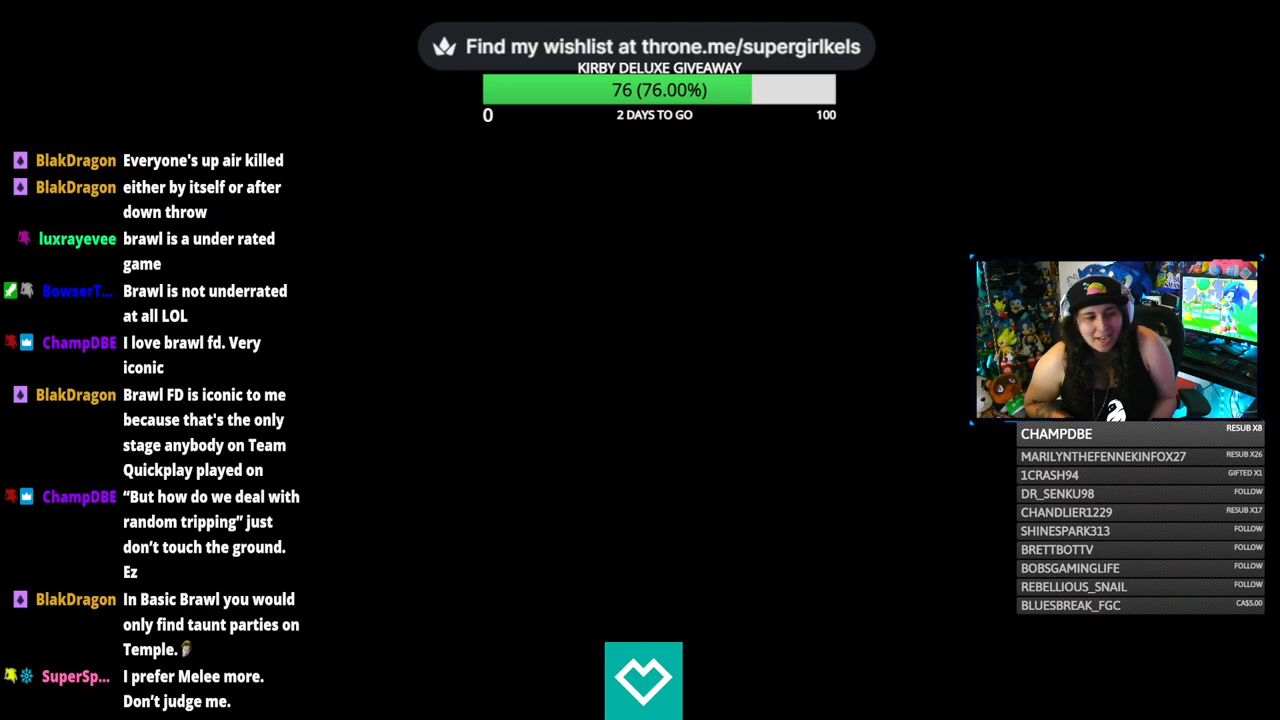 Find my wishlist at throne.me/supergirlkels
KIRBY DELUXE GIVEAWAY
76 (76.00%)
0
2 DAYS TO GO
100
BlakDragon Everyone's up air killed
BlakDragon either by itself or after
down throw
luxrayevee brawl is a under rated
game
BowserT... Brawl is not underrated
at all LOL
ChampDBE I love brawl fd. Very
iconic
BlakDragon Brawl FD is iconic to me
because that's the only
stage anybody on Team
Quickplay played on
ChampDBE “But how do we deal with
random tripping” just
don’t touch the ground.
Ez
BlakDragon In Basic Brawl you would
only find taunt parties on
Temple.
SuperSp... I prefer Melee more.
Don’t judge me.
CHAMPDBE RESUB X8
MARILYNTHEFENNEKINFOX27 RESUB X26
1CRASH94 GIFTED X1
DR_SENKU98 FOLLOW
CHANDLIER1229 RESUB X17
SHINESPARK313 FOLLOW
BRETTBOTTV FOLLOW
BOBSGAMINGLIFE FOLLOW
REBELLIOUS_SNAIL FOLLOW
BLUESBREAK_FGC CA$5.00